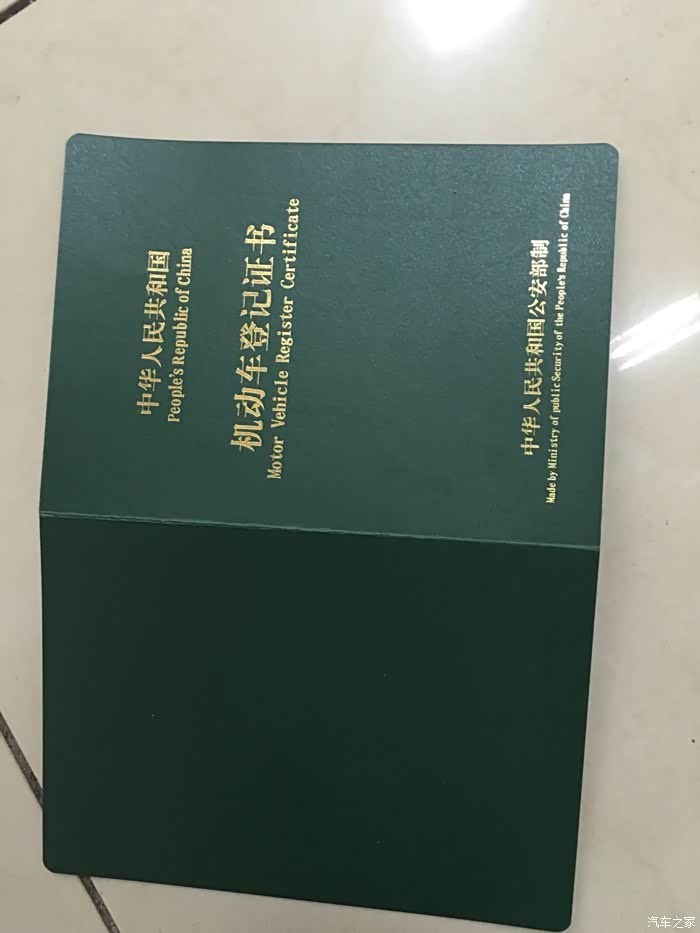 中华人民共和国
People's Republic of China
机动车登记证书
Motor Vehicle Register Certificate
中华人民共和国公安部制
Made by Ministry of public Security of the People's Republic of China
汽车之家